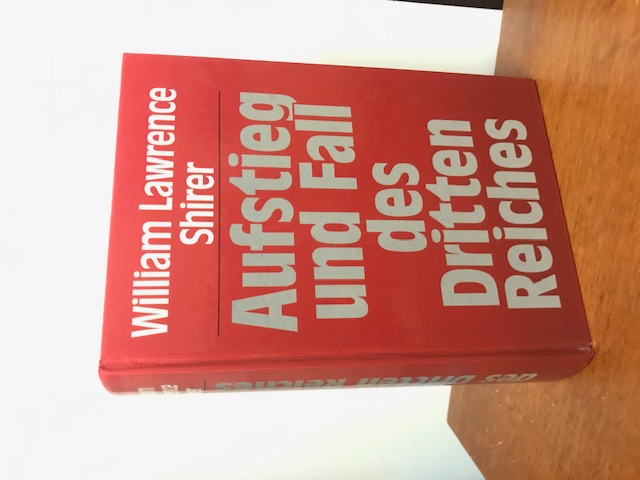 William Lawrence
Shirer
Aufstieg
und Fall
des
Dritten
Reiches
des Dritten Reiches